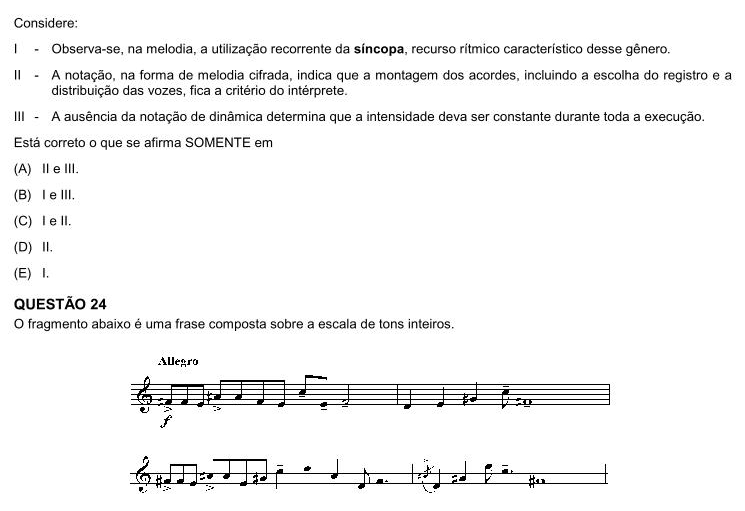 Considere:
I - Observa-se, na melodia, a utilização recorrente da síncopa, recurso rítmico característico desse gênero.
II - A notação, na forma de melodia cifrada, indica que a montagem dos acordes, incluindo a escolha do registro e a
distribuição das vozes, fica a critério do intérprete.
III - A ausência da notação de dinâmica determina que a intensidade deva ser constante durante toda a execução.
Está correto o que se afirma SOMENTE em
(A) II e III.
(B) I e III.
(C) I e II.
(D) II.
(E) I.
QUESTÃO 24
O fragmento abaixo é uma frase composta sobre a escala de tons inteiros.
Allegro
f